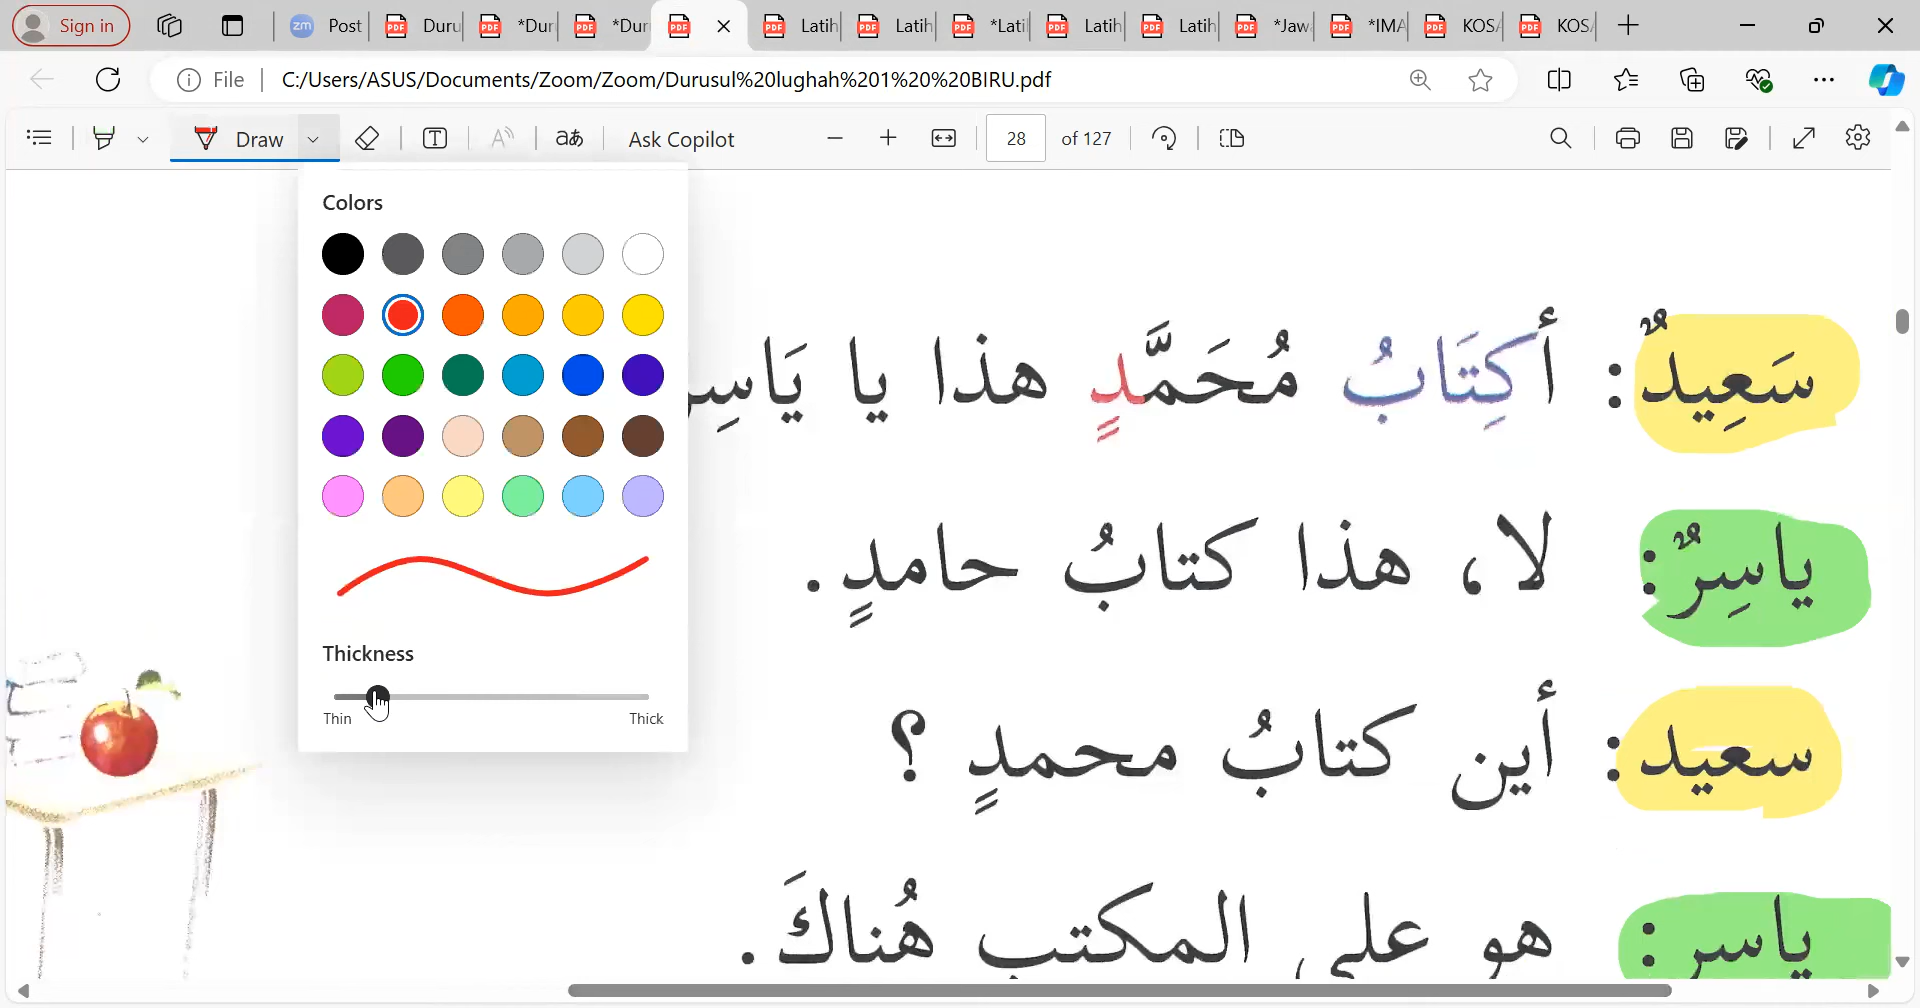 Sign in
Post
Duru
*Dur
*Dur
Latih
Latih
*Lati
Latih
Latih
*Jaw
*IMA
KOSA
KOSA
File
C:/Users/ASUS/Documents/Zoom/Zoom/Durusul%20lughah%201%20%20BIRU.pdf
Draw
Ask Copilot
28 of 127
Colors
Thickness
Thin
Thick
سَعِيدٌ : أَكِتَابُ مُحَمَّدٍ هذا يا يَاسِر
ياسِرٌ : لا، هذا كتابُ حامدٍ.
سعيد : أين كتابُ محمدٍ ؟
ياسر : هو على المكتب هُناكَ.